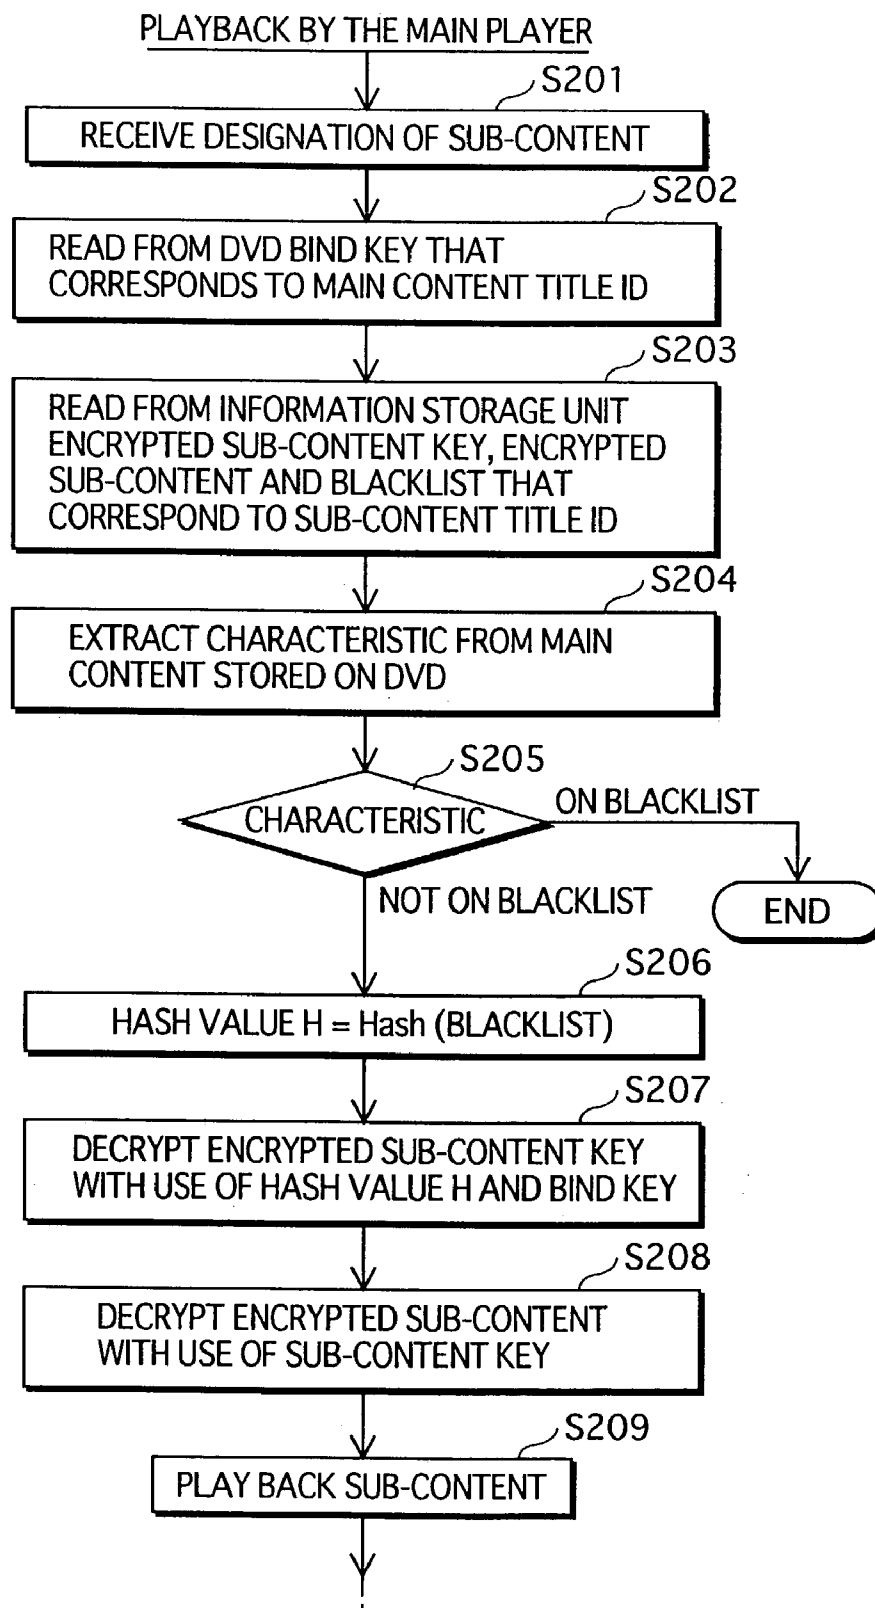 PLAYBACK BY THE MAIN PLAYER
S201
RECEIVE DESIGNATION OF SUB-CONTENT
S202
READ FROM DVD BIND KEY THAT
CORRESPONDS TO MAIN CONTENT TITLE ID
S203
READ FROM INFORMATION STORAGE UNIT
ENCRYPTED SUB-CONTENT KEY, ENCRYPTED
SUB-CONTENT AND BLACKLIST THAT
CORRESPOND TO SUB-CONTENT TITLE ID
S204
EXTRACT CHARACTERISTIC FROM MAIN
CONTENT STORED ON DVD
S205
CHARACTERISTIC
ON BLACKLIST
NOT ON BLACKLIST
END
S206
HASH VALUE H = Hash (BLACKLIST)
S207
DECRYPT ENCRYPTED SUB-CONTENT KEY
WITH USE OF HASH VALUE H AND BIND KEY
S208
DECRYPT ENCRYPTED SUB-CONTENT
WITH USE OF SUB-CONTENT KEY
S209
PLAY BACK SUB-CONTENT